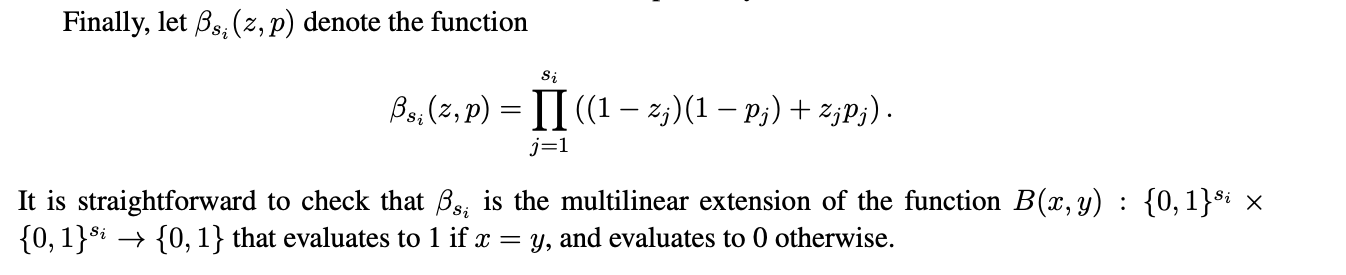 Finally, let β_{s_i}(z, p) denote the function
β_{s_i}(z, p) = ∏_{j=1}^{s_i} ((1 − z_j)(1 − p_j) + z_j p_j) .
It is straightforward to check that β_{s_i} is the multilinear extension of the function B(x, y) : {0, 1}^{s_i} ×
{0, 1}^{s_i} → {0, 1} that evaluates to 1 if x = y, and evaluates to 0 otherwise.